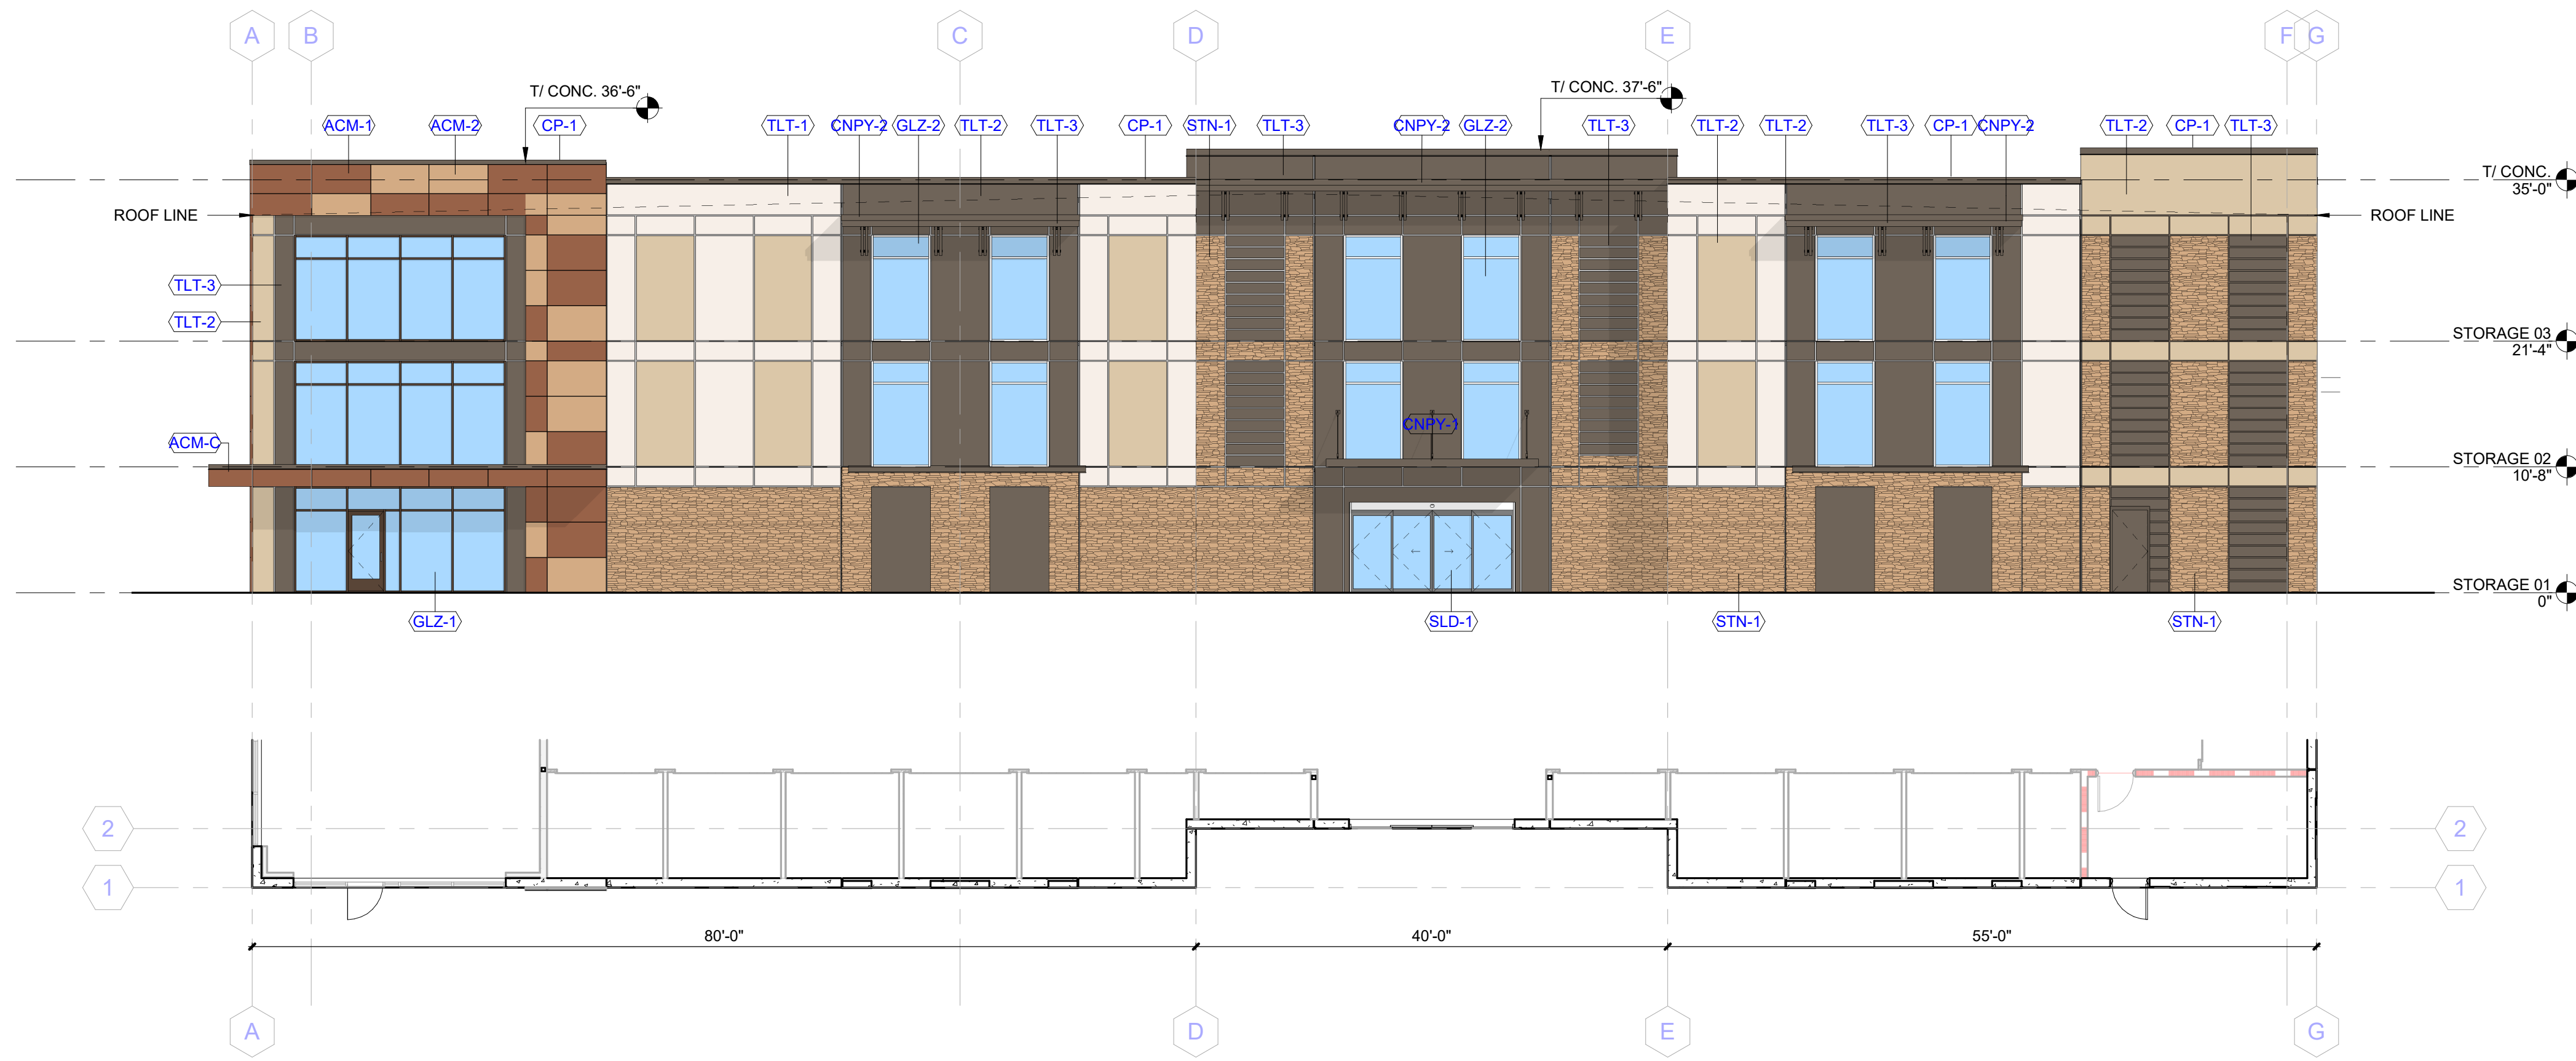 A B C D E F G
T/ CONC. 36'-6"
T/ CONC. 37'-6"
ACM-1 ACM-2 CP-1 TLT-1 CNPY-2 GLZ-2 TLT-2 TLT-3 CP-1 STN-1 TLT-3 CNPY-2 GLZ-2 TLT-3 TLT-2 TLT-2 TLT-3 CP-1 CNPY-2 TLT-2 CP-1 TLT-3
T/ CONC.
35'-0"
ROOF LINE
ROOF LINE
TLT-3
TLT-2
STORAGE 03
21'-4"
CNPY-1
ACM-C
STORAGE 02
10'-8"
STORAGE 01
0"
GLZ-1 SLD-1 STN-1 STN-1
2 2
1 1
80'-0" 40'-0" 55'-0"
A D E G